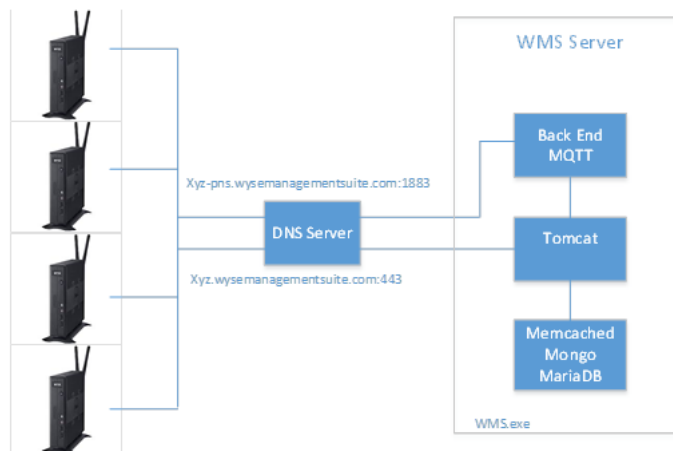 WMS Server
Back End
MQTT
Xyz-pns.wysemanagementsuite.com:1883
DNS Server
Tomcat
Xyz.wysemanagementsuite.com:443
Memcached
Mongo
MariaDB
WMS.exe